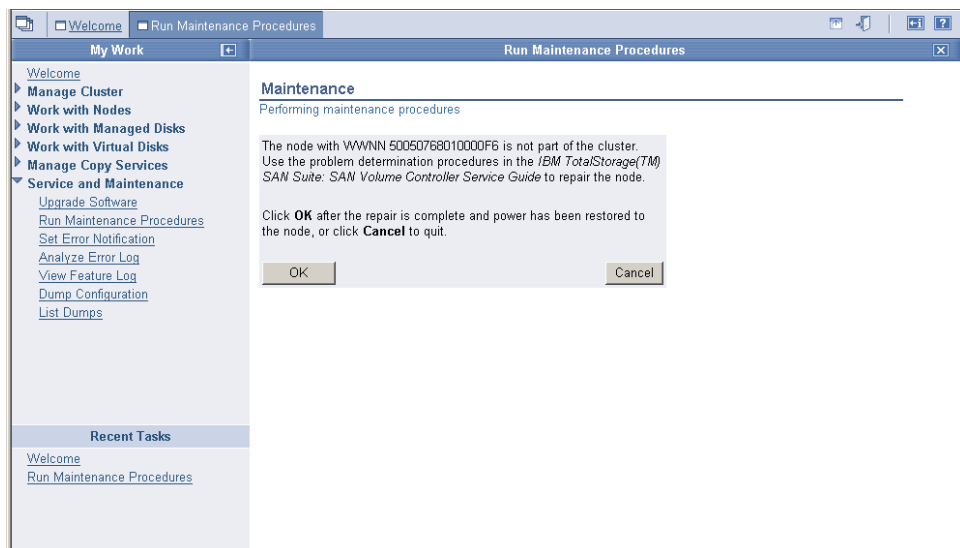 Welcome
Run Maintenance Procedures
My Work
Run Maintenance Procedures
Welcome
Manage Cluster
Work with Nodes
Work with Managed Disks
Work with Virtual Disks
Manage Copy Services
Service and Maintenance
Upgrade Software
Run Maintenance Procedures
Set Error Notification
Analyze Error Log
View Feature Log
Dump Configuration
List Dumps
Recent Tasks
Welcome
Run Maintenance Procedures
Maintenance
Performing maintenance procedures
The node with WWNN 50050768010000F6 is not part of the cluster.
Use the problem determination procedures in the IBM TotalStorage(TM)
SAN Suite: SAN Volume Controller Service Guide to repair the node.
Click OK after the repair is complete and power has been restored to
the node, or click Cancel to quit.
OK
Cancel